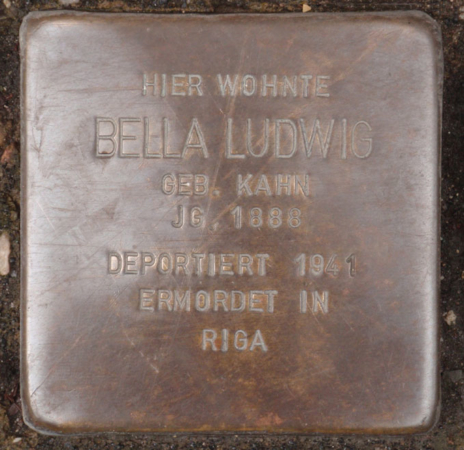 HIER WOHNTE
BELLA LUDWIG
GEB. KAHN
JG. 1888
DEPORTIERT 1941
ERMORDET IN
RIGA